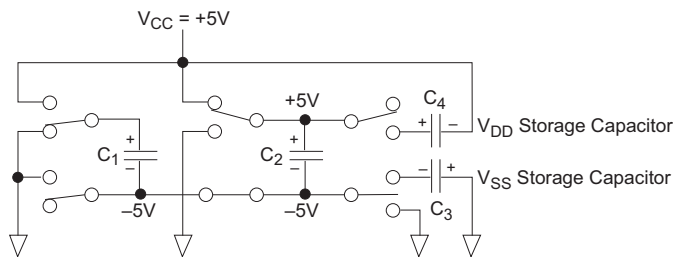 V_CC = +5V
+5V
C_4
+ −
V_DD Storage Capacitor
+
C_1
−
+
C_2
−
− +
V_SS Storage Capacitor
C_3
–5V
–5V